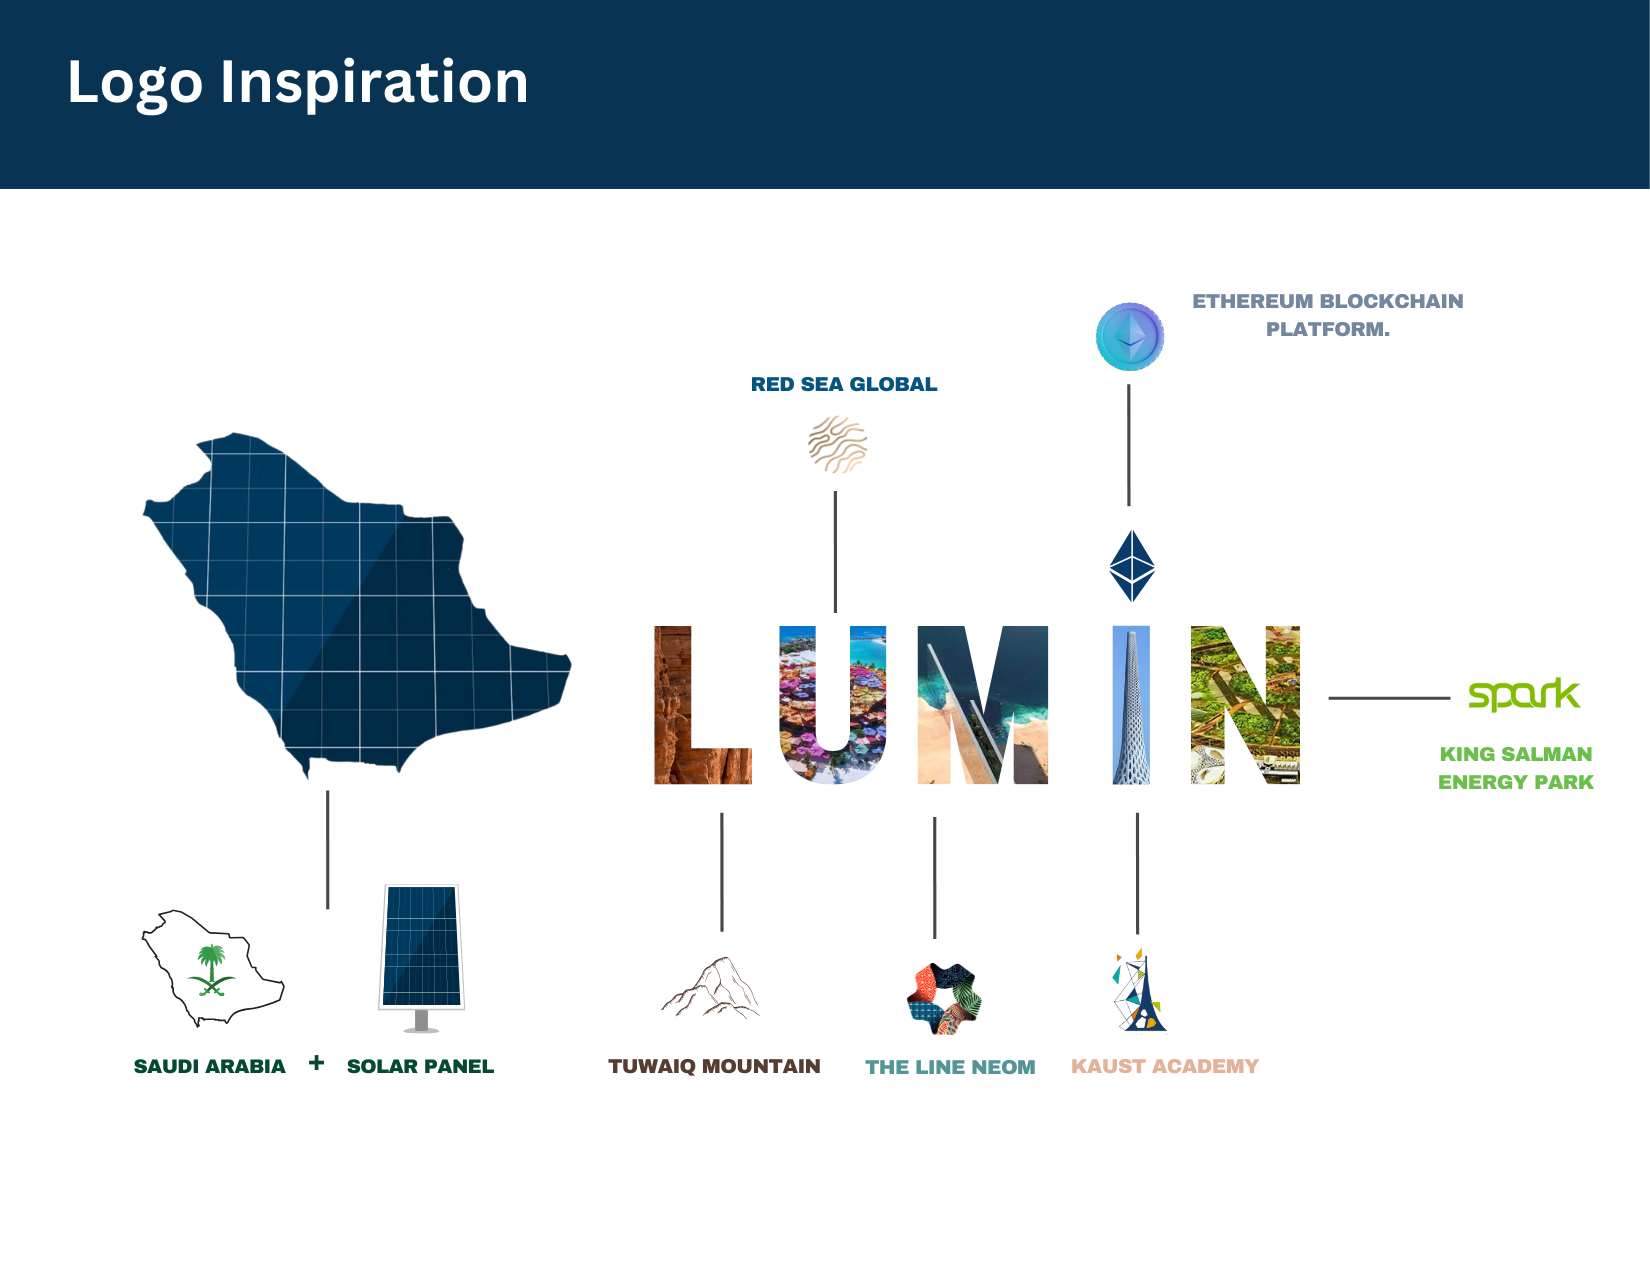 Logo Inspiration
ETHEREUM BLOCKCHAIN
PLATFORM.
RED SEA GLOBAL
LUMIN
spark
KING SALMAN
ENERGY PARK
SAUDI ARABIA + SOLAR PANEL
TUWAIQ MOUNTAIN
THE LINE NEOM
KAUST ACADEMY